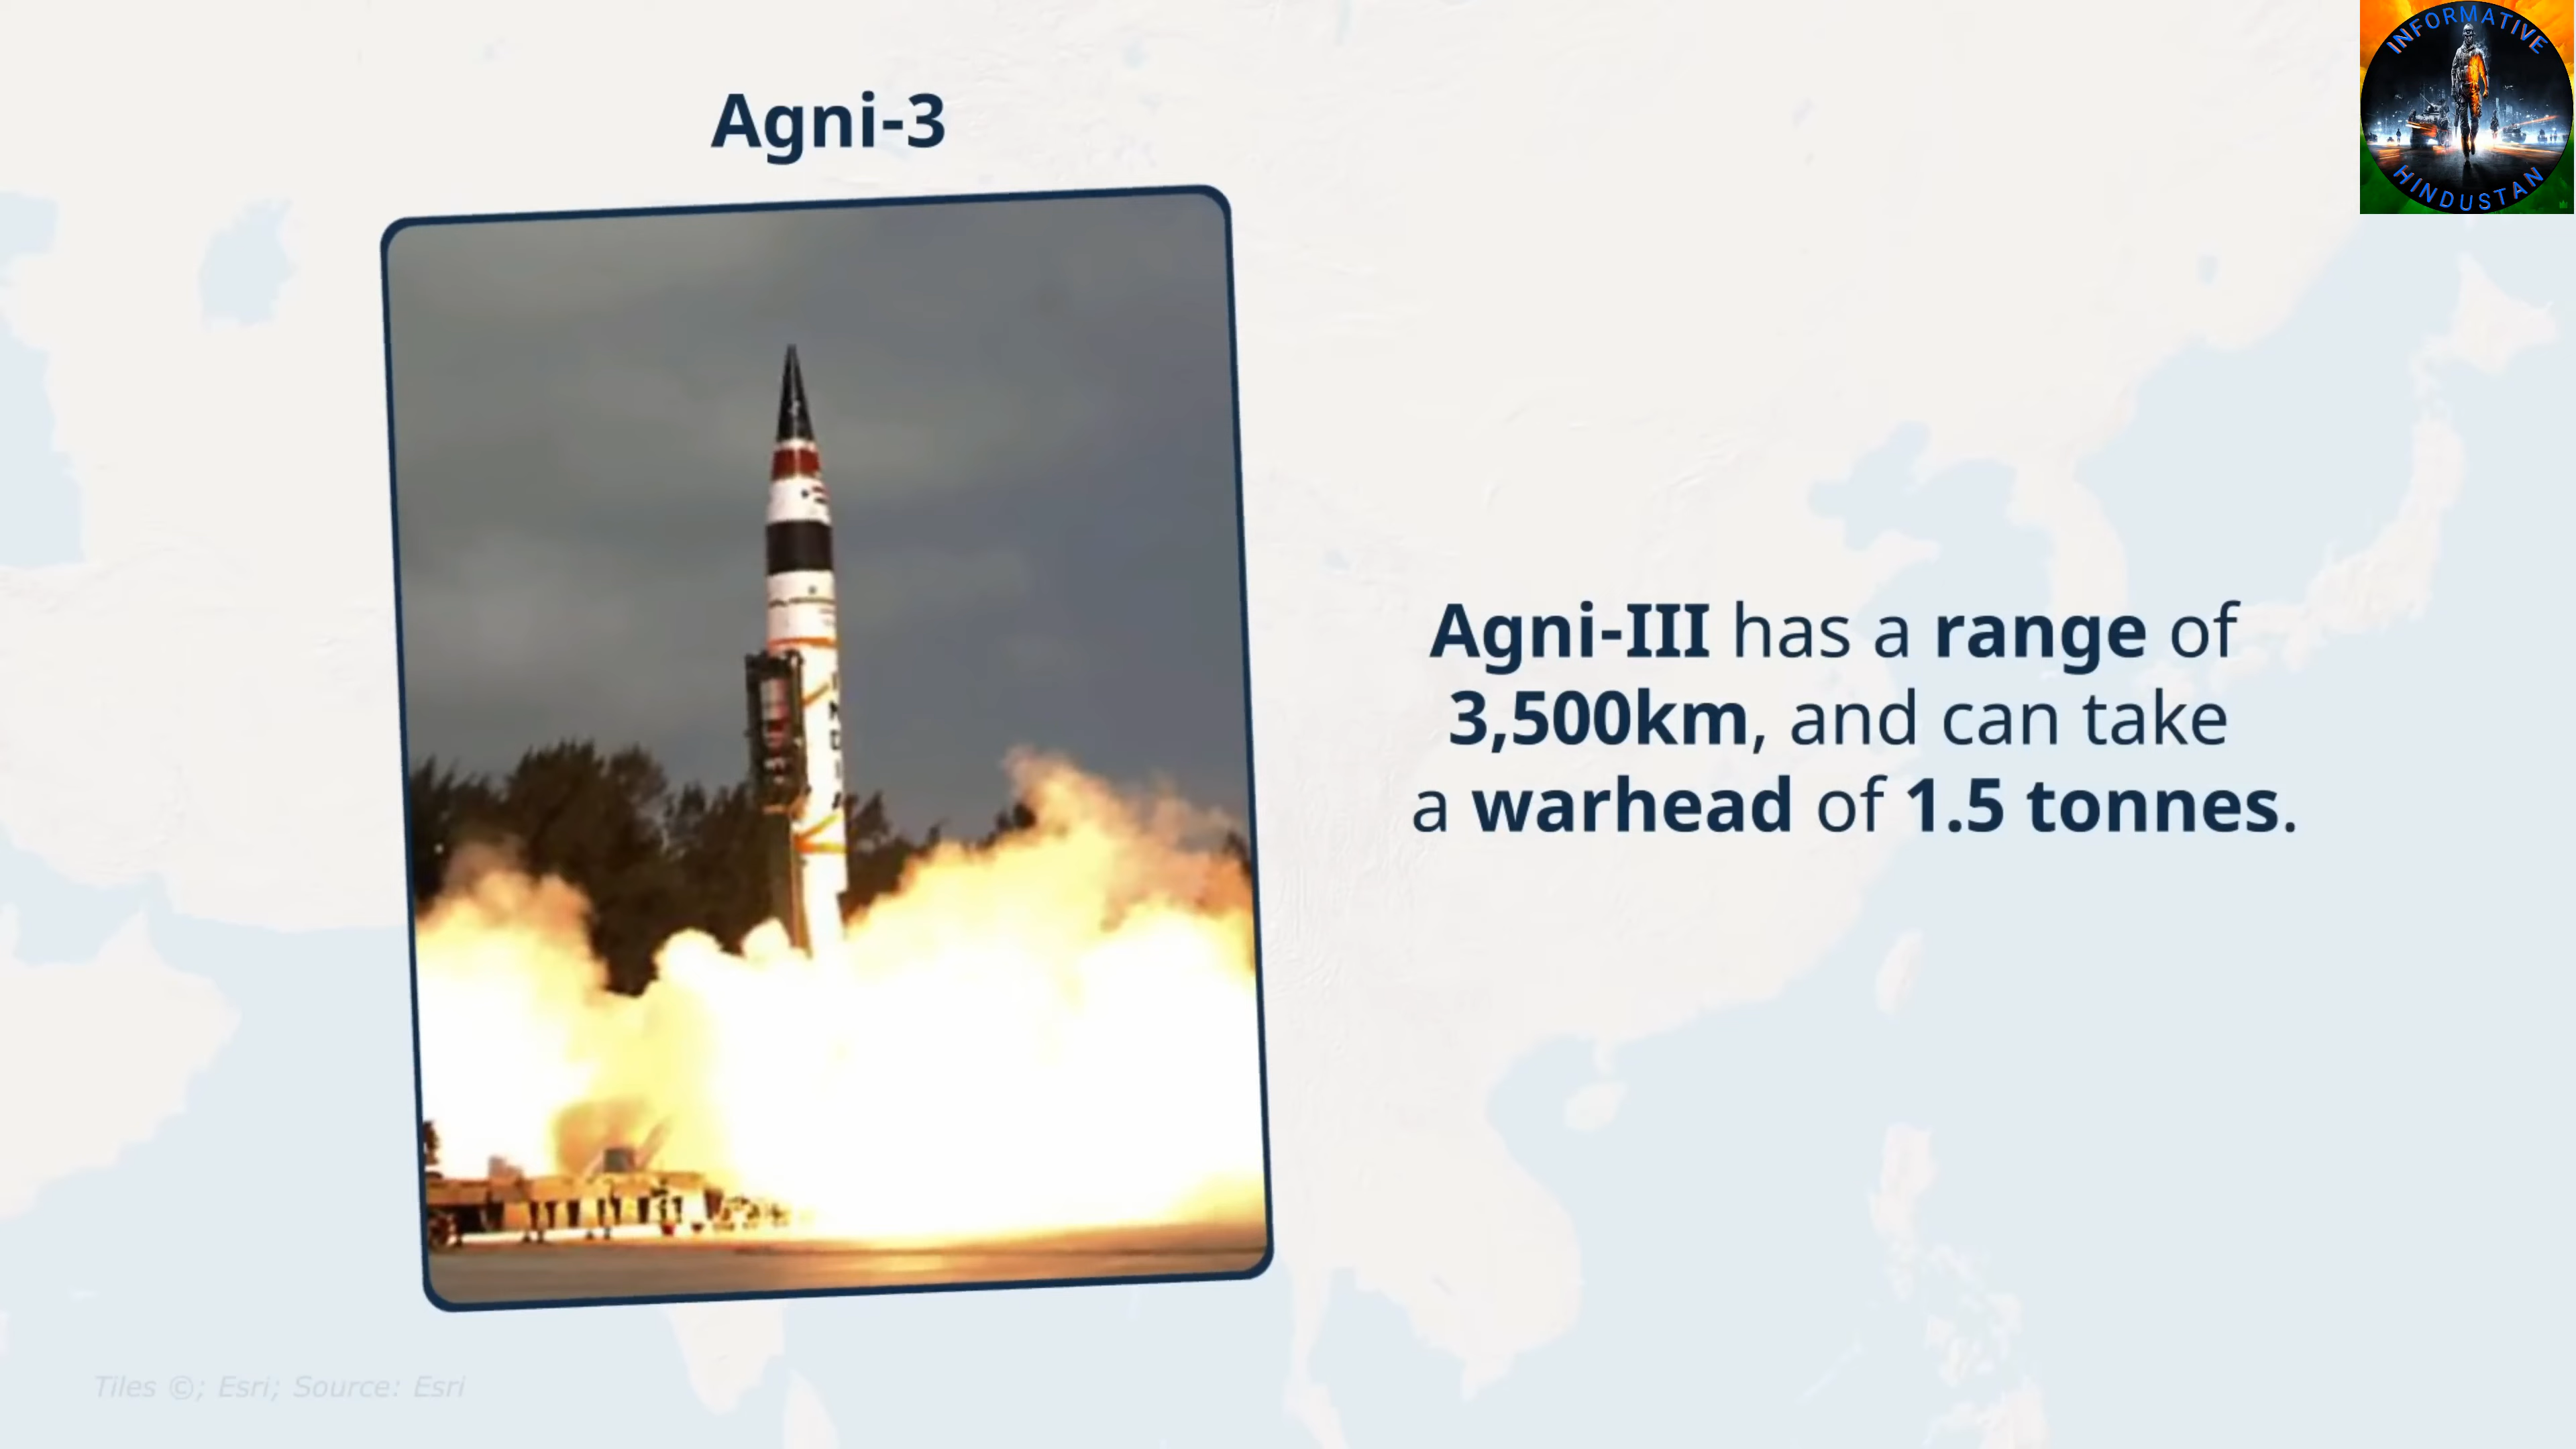 INFORMATIVE
HINDUSTAN
Agni-3
Agni-III has a range of
3,500km, and can take
a warhead of 1.5 tonnes.
Tiles ©; Esri; Source: Esri